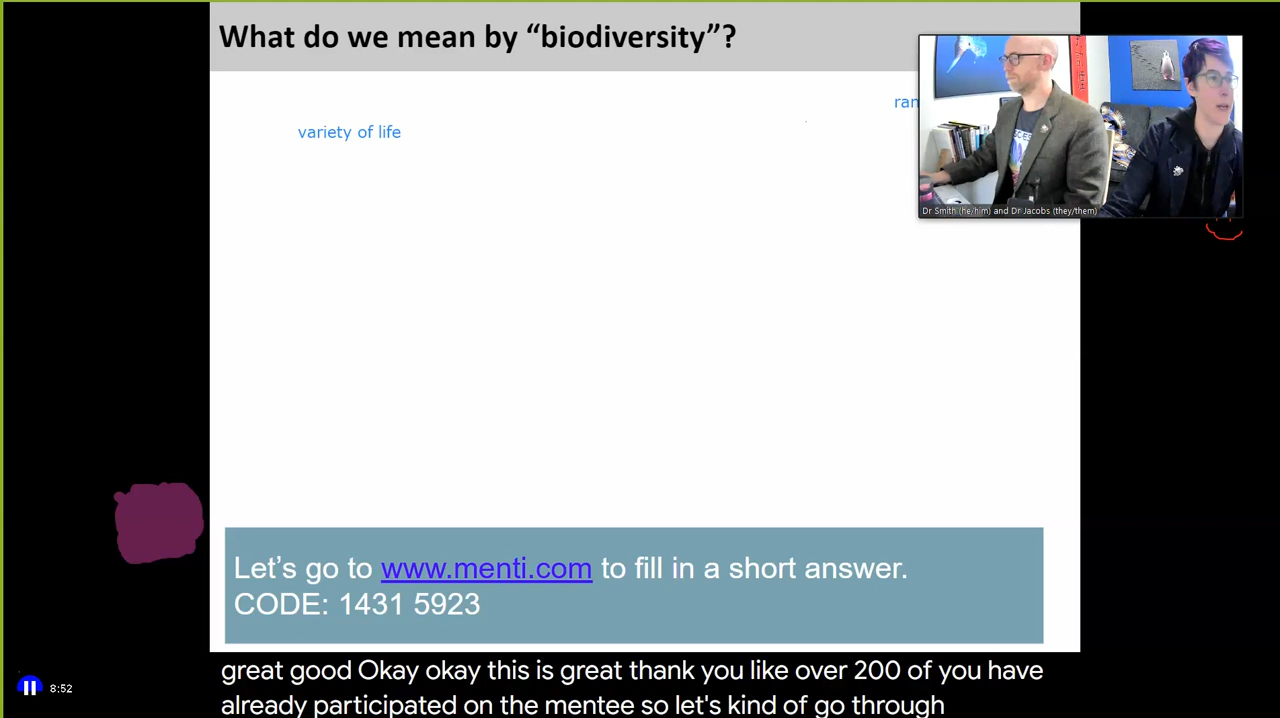 What do we mean by “biodiversity”?
ran
variety of life
Dr Smith (he/him) and Dr Jacobs (they/them)
Let’s go to www.menti.com to fill in a short answer.
CODE: 1431 5923
great good Okay okay this is great thank you like over 200 of you have
already participated on the mentee so let's kind of go through
8:52